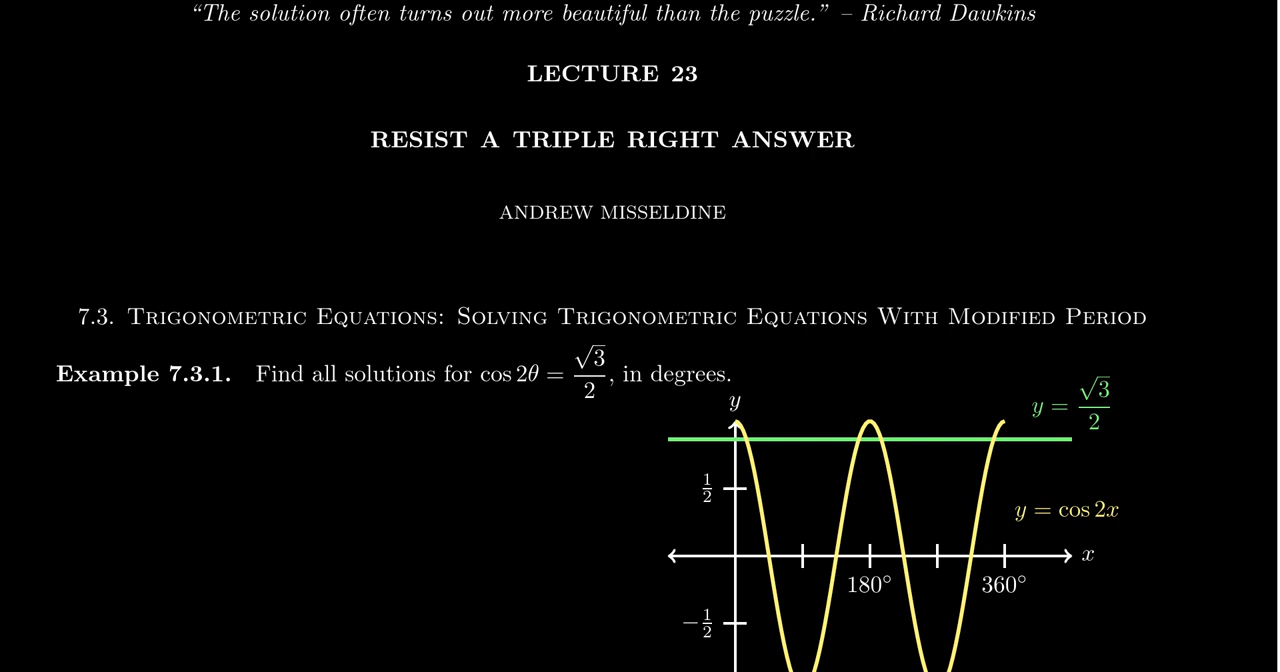 “The solution often turns out more beautiful than the puzzle.” – Richard Dawkins
LECTURE 23
RESIST A TRIPLE RIGHT ANSWER
ANDREW MISSELDINE
7.3. Trigonometric Equations: Solving Trigonometric Equations With Modified Period
Example 7.3.1. Find all solutions for cos 2θ = √3/2, in degrees.
y
y = √3/2
1/2
y = cos 2x
x
180°
360°
−1/2